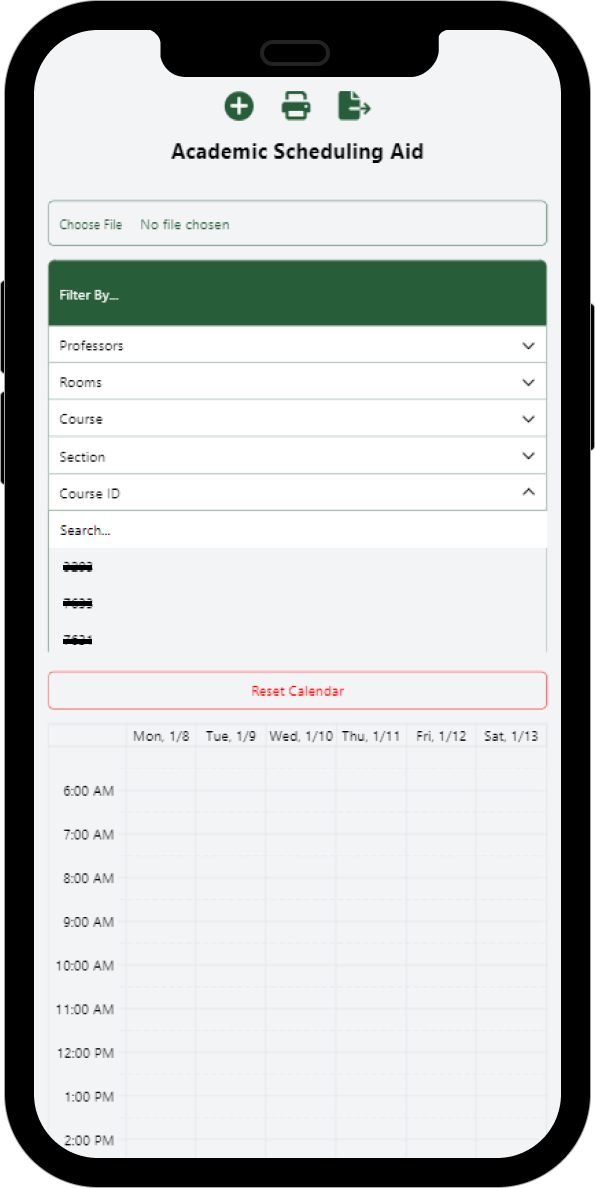 Academic Scheduling Aid
Choose File No file chosen
Filter By...
Professors
Rooms
Course
Section
Course ID
Search...
Reset Calendar
Mon, 1/8 Tue, 1/9 Wed, 1/10 Thu, 1/11 Fri, 1/12 Sat, 1/13
6:00 AM
7:00 AM
8:00 AM
9:00 AM
10:00 AM
11:00 AM
12:00 PM
1:00 PM
2:00 PM